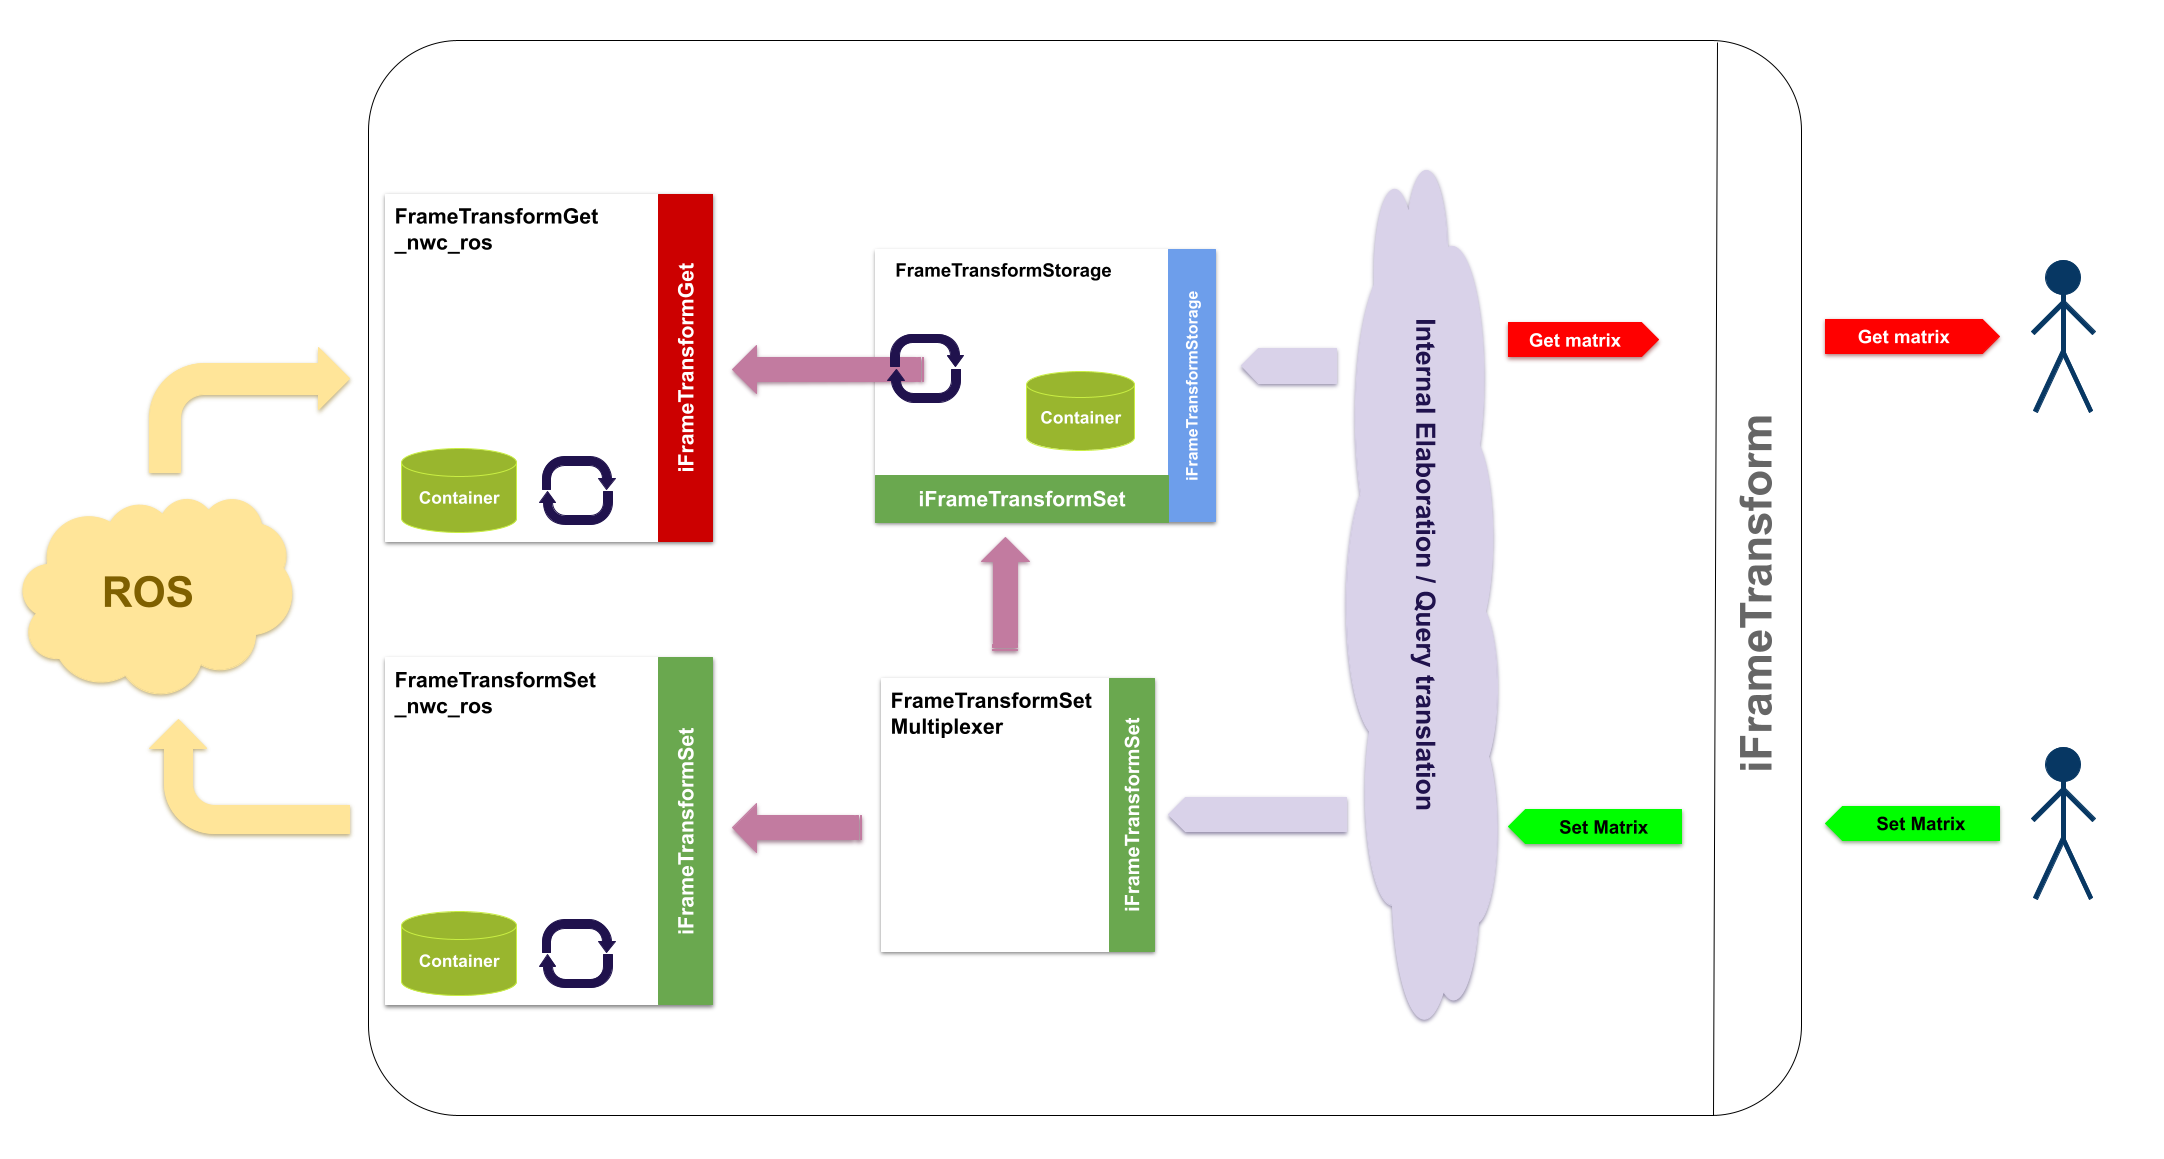 FrameTransformGet
_nwc_ros
iFrameTransformGet
Container
FrameTransformStorage
iFrameTransformStorage
Container
iFrameTransformSet
Internal Elaboration / Query translation
Get matrix
Get matrix
iFrameTransform
ROS
FrameTransformSet
_nwc_ros
iFrameTransformSet
Container
FrameTransformSet
Multiplexer
iFrameTransformSet
Set Matrix
Set Matrix